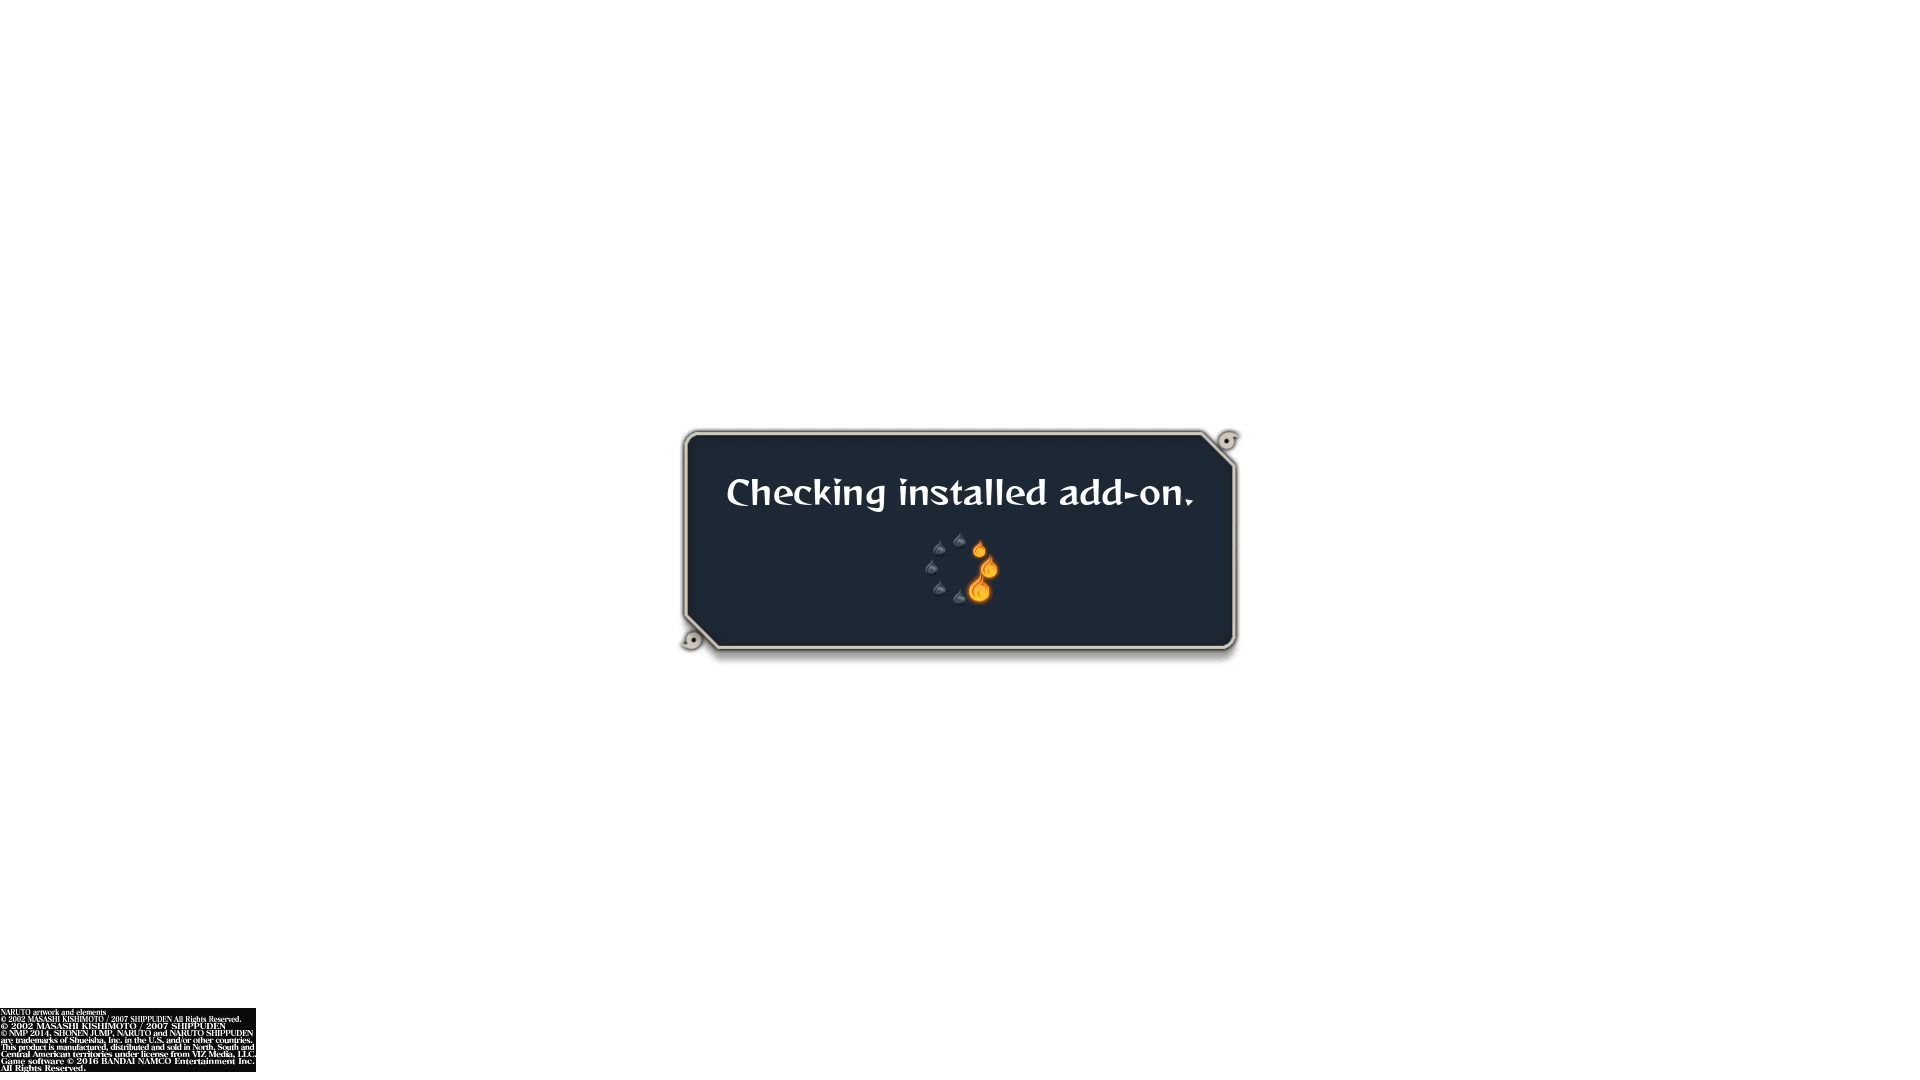 Checking installed add-on.
NARUTO artwork and elements
© 2002 MASASHI KISHIMOTO / 2007 SHIPPUDEN All Rights Reserved.
© 2002 MASASHI KISHIMOTO / 2007 SHIPPUDEN
© NMP 2014. SHONEN JUMP, NARUTO and NARUTO SHIPPUDEN
are trademarks of Shueisha, Inc. in the U.S. and/or other countries.
This product is manufactured, distributed and sold in North, South and
Central American territories under license from VIZ Media, LLC.
Game software © 2016 BANDAI NAMCO Entertainment Inc.
All Rights Reserved.